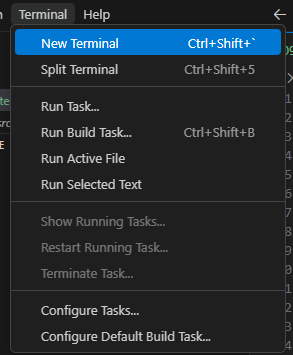 Terminal Help
New Terminal Ctrl+Shift+`
Split Terminal Ctrl+Shift+5
Run Task...
Run Build Task... Ctrl+Shift+B
Run Active File
Run Selected Text
Show Running Tasks...
Restart Running Task...
Terminate Task...
Configure Tasks...
Configure Default Build Task...